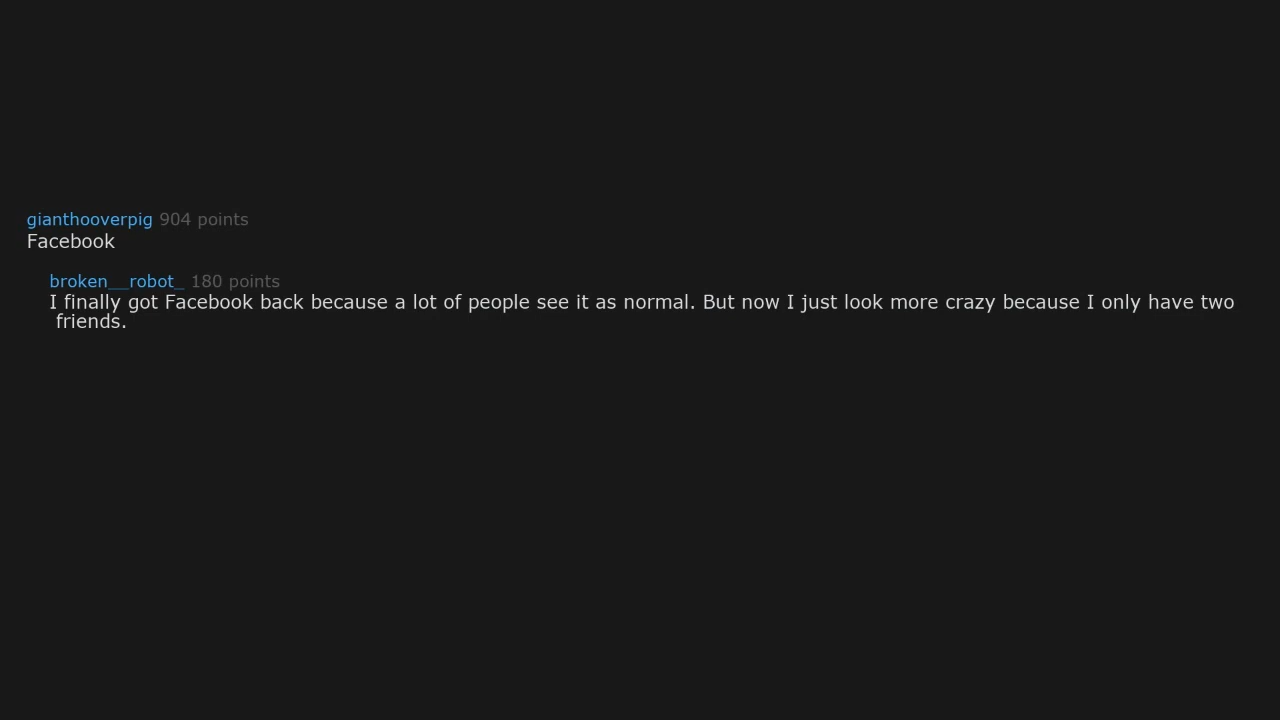 gianthooverpig 904 points
Facebook
broken__robot_ 180 points
I finally got Facebook back because a lot of people see it as normal. But now I just look more crazy because I only have two
friends.